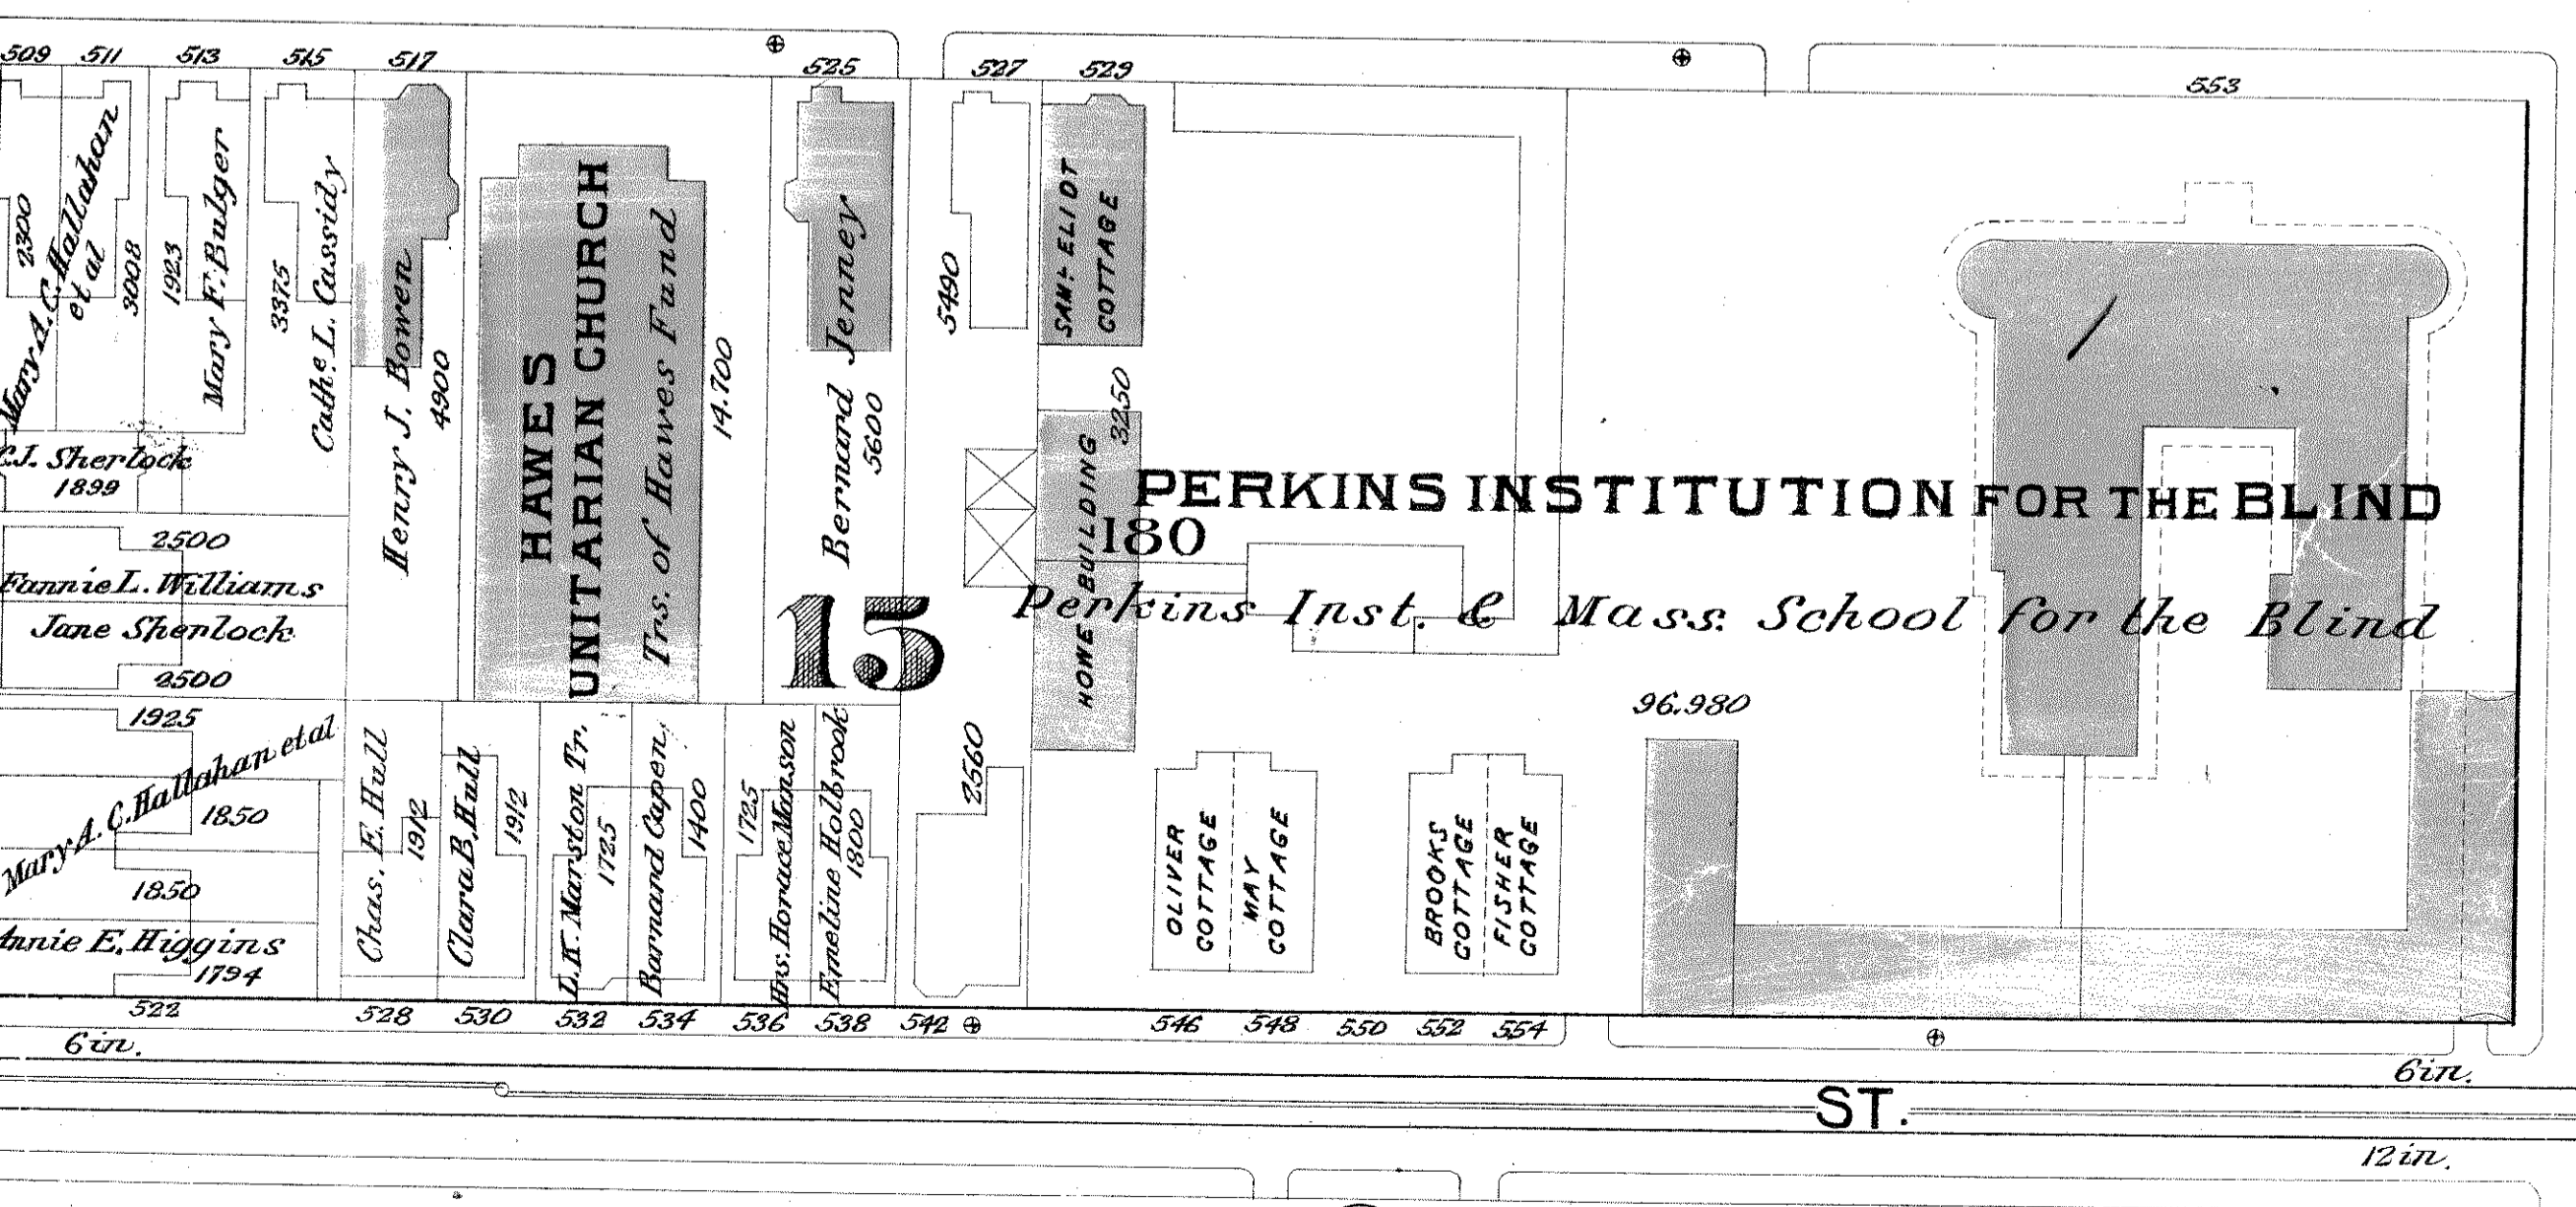 509 511 513 515 517 525 527 529 553
2300
Mary A. C. Hallahan
et al
3008
1923
Mary F. Bulger
3375
Cathe. L. Cassidy
Henry J. Bowen
4900
HAWES
UNITARIAN CHURCH
Trs. of Hawes Fund
14.700
Bernard Jenney
5600
5490
SAM'L ELIOT
COTTAGE
3250
HOWE BUILDING
PERKINS INSTITUTION FOR THE BLIND
180
Perkins Inst. & Mass. School for the Blind
15
96.980
C.J. Sherlock
1899
2500
Fannie L. Williams
Jane Sherlock
2500
1925
Mary A. C. Hallahan et al
1850
1850
Annie E. Higgins
1794
Chas. E. Hull
1912
Clara B. Hull
1912
L. H. Marston Tr.
1725
Barnard Capen
1400
1725
Hrs. Horace Manson
Emeline Holbrook
1800
2560
OLIVER
COTTAGE
MAY
COTTAGE
BROOKS
COTTAGE
FISHER
COTTAGE
522 528 530 532 534 536 538 542 546 548 550 552 554
6in. 6in.
ST.
12in.